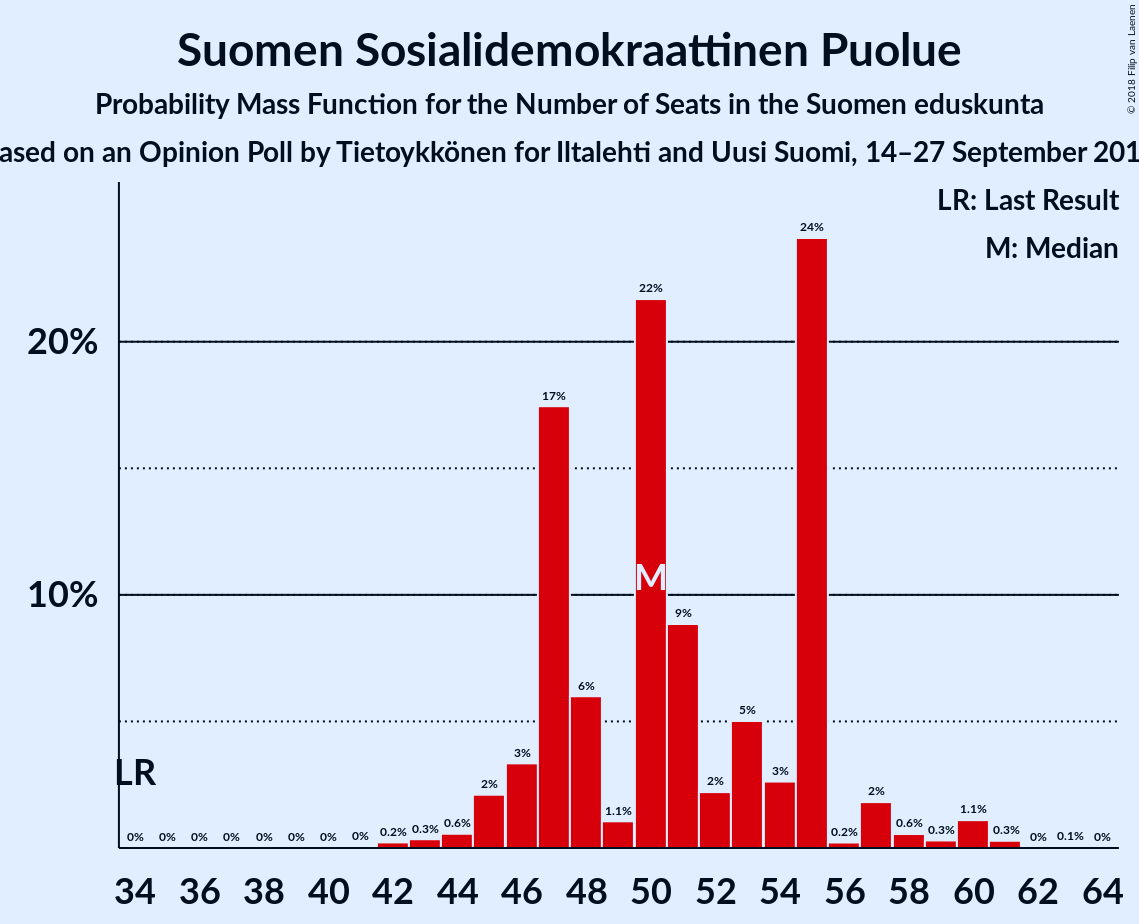 Suomen Sosialidemokraattinen Puolue
Probability Mass Function for the Number of Seats in the Suomen eduskunta
ased on an Opinion Poll by Tietoykkönen for Iltalehti and Uusi Suomi, 14–27 September 201
© 2018 Filip van Laenen
LR: Last Result
M: Median
20%
10%
LR
M
0% 0% 0% 0% 0% 0% 0% 0% 0.2% 0.3% 0.6% 2% 3% 17% 6% 1.1% 22% 9% 2% 5% 3% 24% 0.2% 2% 0.6% 0.3% 1.1% 0.3% 0% 0.1% 0%
34 36 38 40 42 44 46 48 50 52 54 56 58 60 62 64